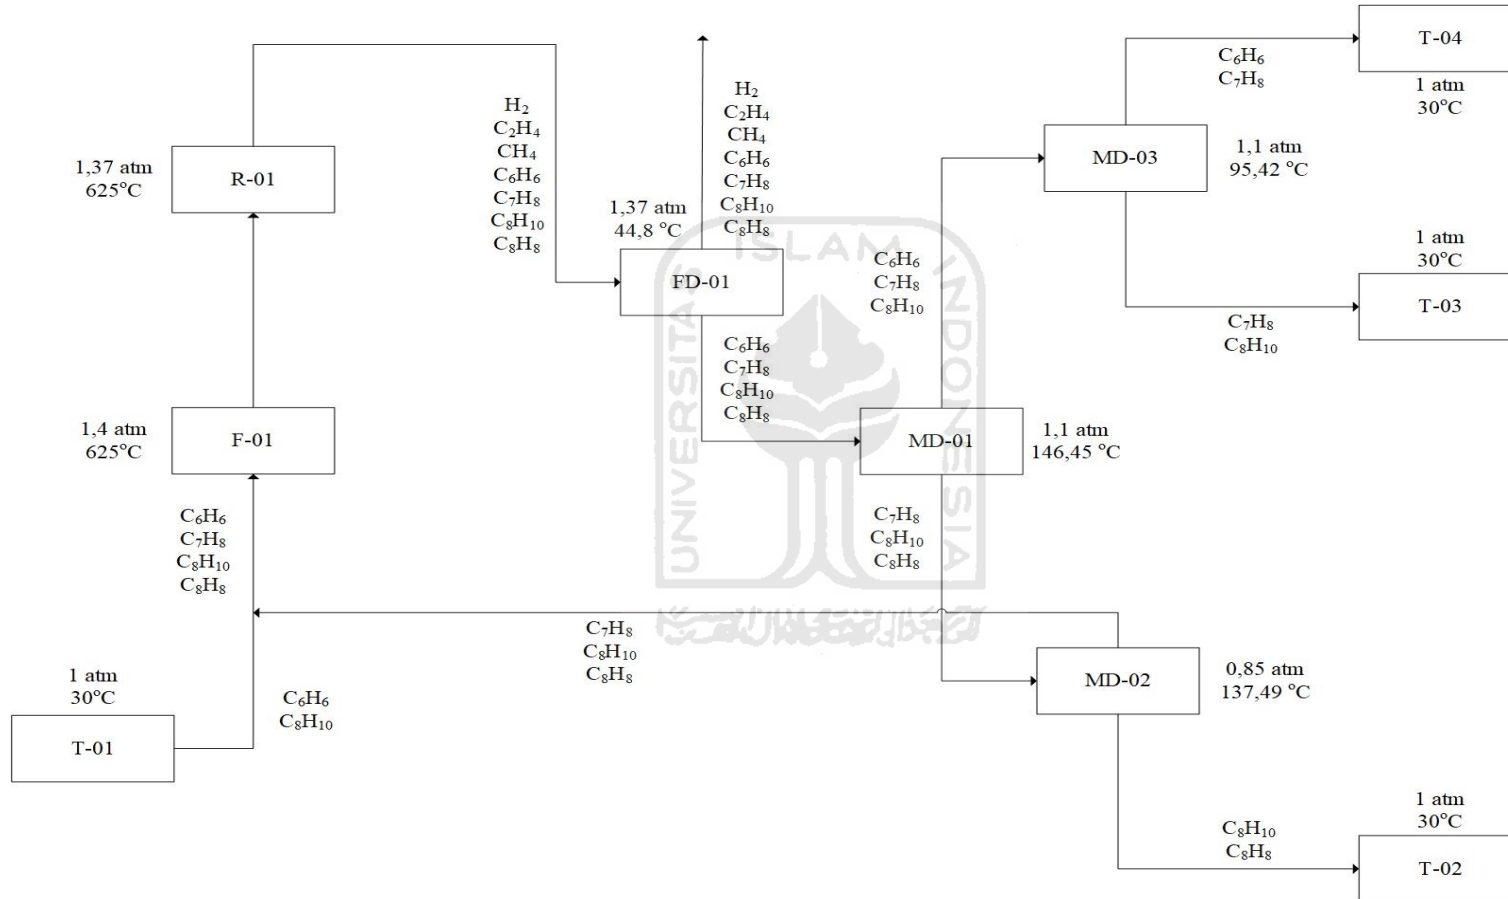 T-04
1 atm
30°C
C₆H₆
C₇H₈
MD-03
1,1 atm
95,42 °C
H₂
C₂H₄
CH₄
C₆H₆
C₇H₈
C₈H₁₀
C₈H₈
H₂
C₂H₄
CH₄
C₆H₆
C₇H₈
C₈H₁₀
C₈H₈
1,37 atm
625°C
R-01
1,37 atm
44,8 °C
FD-01
C₆H₆
C₇H₈
C₈H₁₀
1 atm
30°C
T-03
C₇H₈
C₈H₁₀
C₆H₆
C₇H₈
C₈H₁₀
C₈H₈
1,4 atm
625°C
F-01
MD-01
1,1 atm
146,45 °C
C₆H₆
C₇H₈
C₈H₁₀
C₈H₈
C₇H₈
C₈H₁₀
C₈H₈
C₇H₈
C₈H₁₀
C₈H₈
MD-02
0,85 atm
137,49 °C
1 atm
30°C
T-01
C₆H₆
C₈H₁₀
C₈H₁₀
C₈H₈
1 atm
30°C
T-02
UNIVERSITAS
ISLAM
INDONESIA